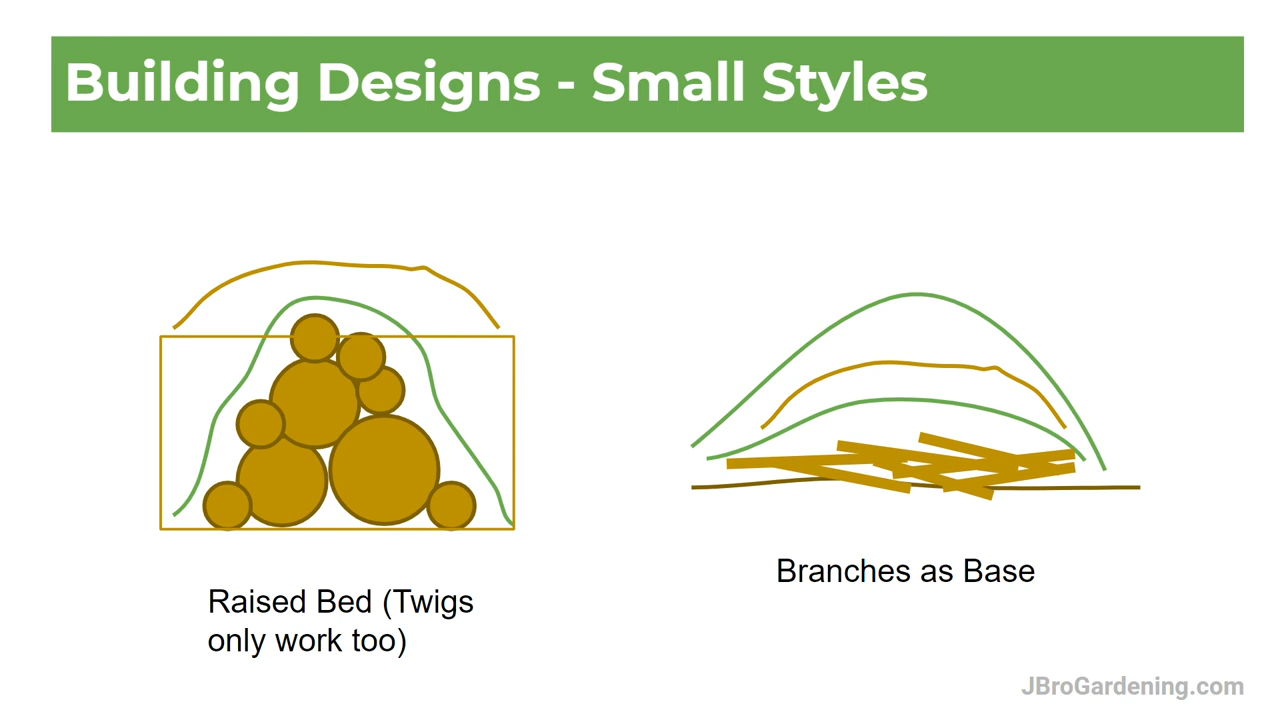 Building Designs - Small Styles
Raised Bed (Twigs
only work too)
Branches as Base
JBroGardening.com